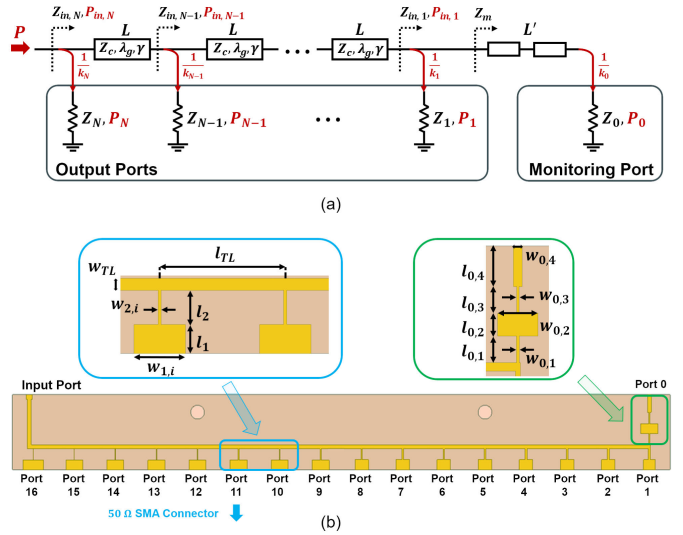 P Z_{in,N}, P_{in,N} L Z_{in,N−1}, P_{in,N−1} L L Z_{in,1}, P_{in,1} Z_m L'
Z_c, λ_g, γ Z_c, λ_g, γ ... Z_c, λ_g, γ
1/k_N 1/k_{N−1} 1/k_1 1/k_0
Z_N, P_N Z_{N−1}, P_{N−1} ... Z_1, P_1 Z_0, P_0
Output Ports Monitoring Port
(a)
l_{TL}
w_{TL}
w_{2,i} l_2
l_1
w_{1,i}
l_{0,4} w_{0,4}
l_{0,3} w_{0,3}
l_{0,2} w_{0,2}
l_{0,1} w_{0,1}
Input Port Port 0
Port 16
Port 15
Port 14
Port 13
Port 12
Port 11
Port 10
Port 9
Port 8
Port 7
Port 6
Port 5
Port 4
Port 3
Port 2
Port 1
50 Ω SMA Connector
(b)